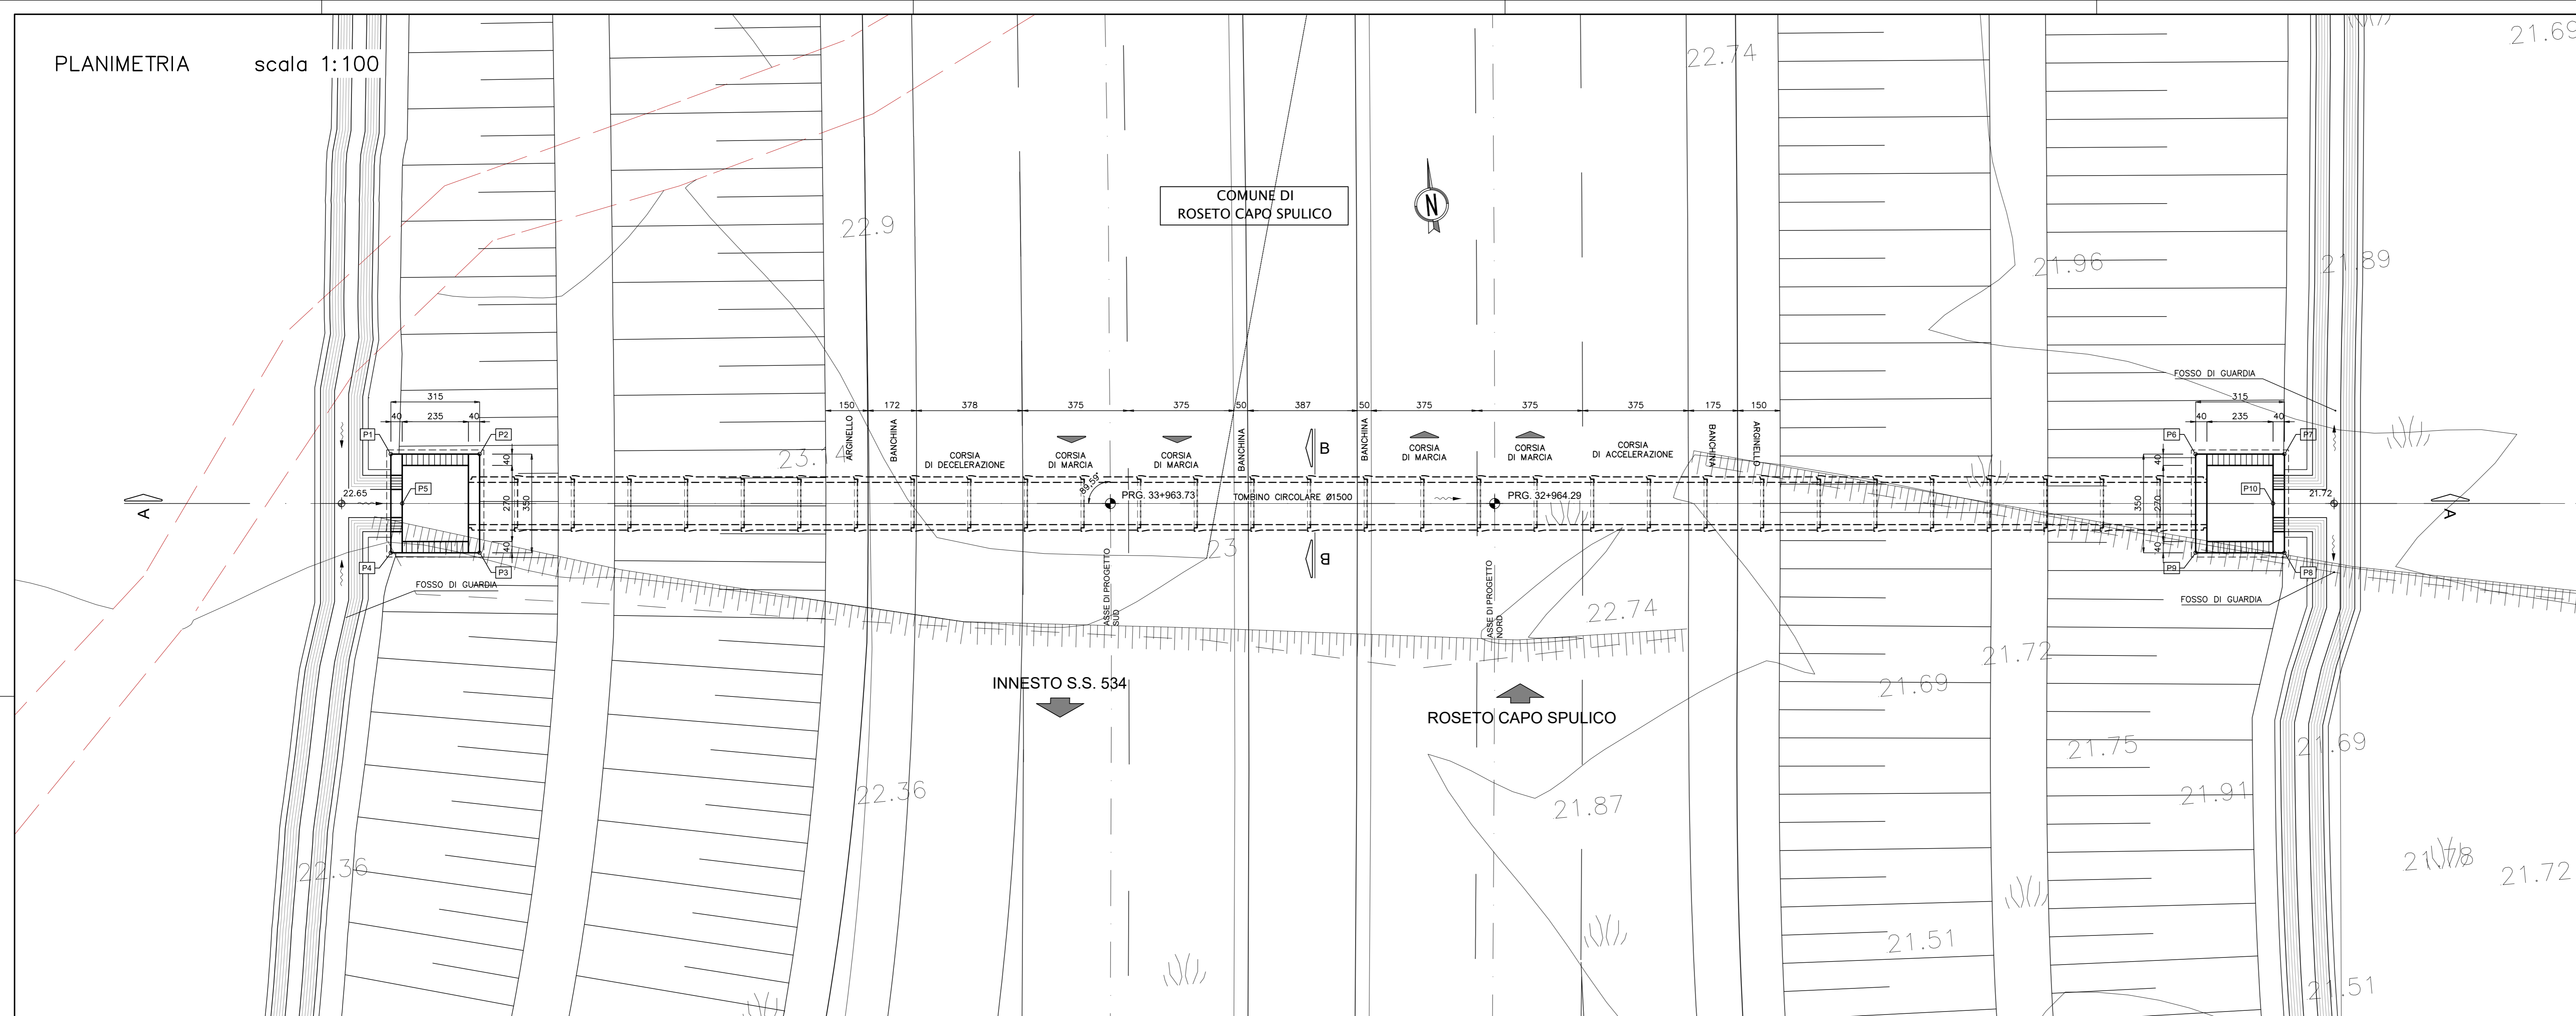 PLANIMETRIA scala 1:100
21.69
22.74
COMUNE DI
ROSETO CAPO SPULICO
N
22.9
21.96
21.89
FOSSO DI GUARDIA
315
40 235 40
150 172 378 375 375 50 387 50 375 375 375 175 150
315
40 235 40
P1
P2
ARGINELLO
BANCHINA
CORSIA
DI DECELERAZIONE
CORSIA
DI MARCIA
CORSIA
DI MARCIA
BANCHINA
B
BANCHINA
CORSIA
DI MARCIA
CORSIA
DI MARCIA
CORSIA
DI ACCELERAZIONE
BANCHINA
ARGINELLO
P6
P7
40
270
350
40
23.14
40
350
270
40
A
22.65
P5
89,59°
PRG. 33+963.73
TOMBINO CIRCOLARE Ø1500
PRG. 32+964.29
P10
21.72
A
23
B
P4
P3
P9
P8
FOSSO DI GUARDIA
ASSE DI PROGETTO
SUD
ASSE DI PROGETTO
NORD
22.74
FOSSO DI GUARDIA
21.72
INNESTO S.S. 534
21.69
ROSETO CAPO SPULICO
21.75
21.69
22.36
21.87
21.91
22.36
21.78
21.72
21.51
21.51